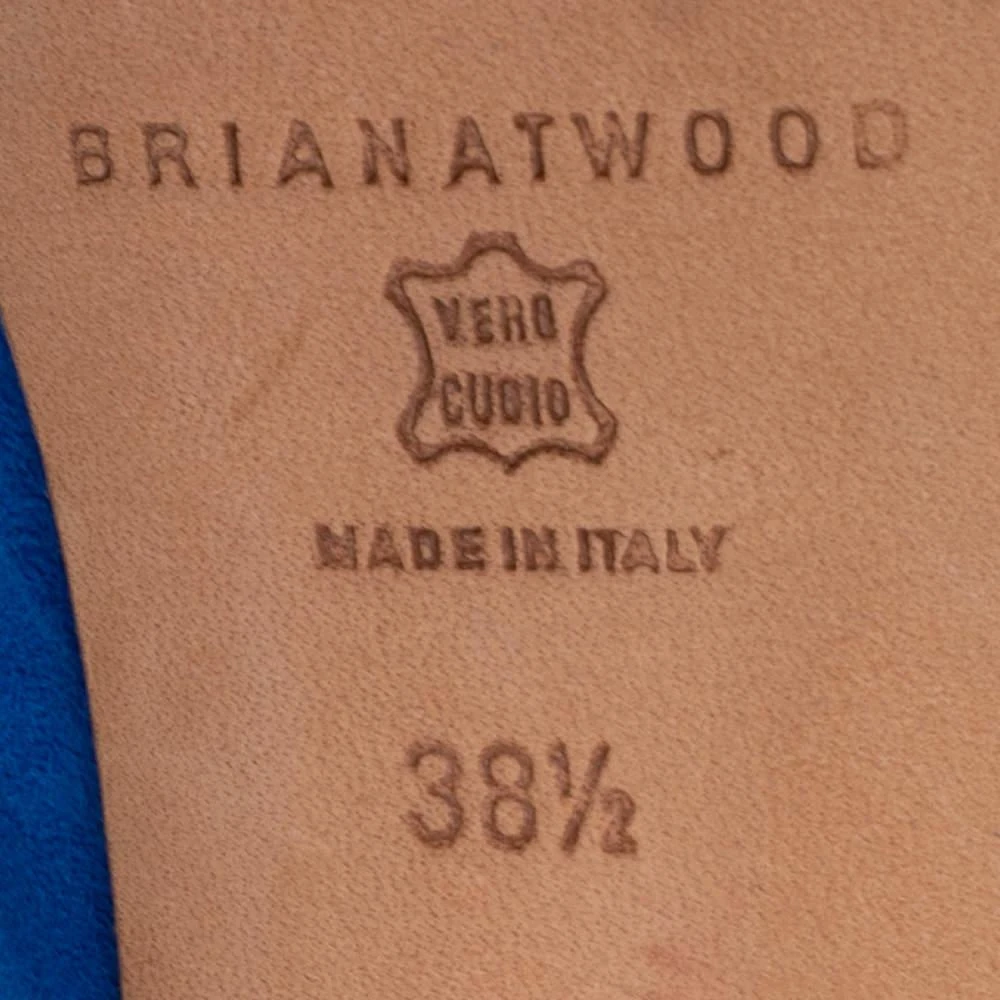 BRIANATWOOD
VERO
CUOIO
MADE IN ITALY
38½